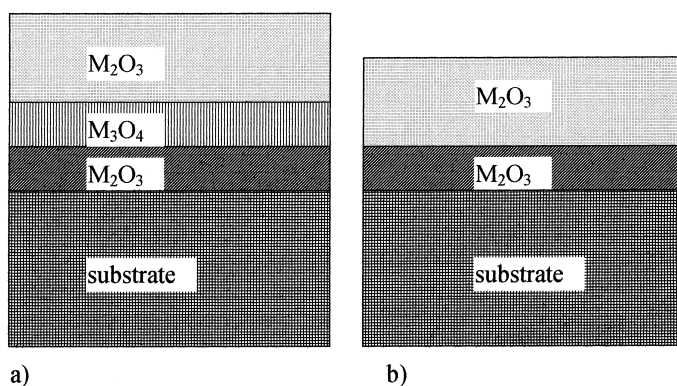 M₂O₃
M₃O₄
M₂O₃
substrate
a)
M₂O₃
M₂O₃
substrate
b)